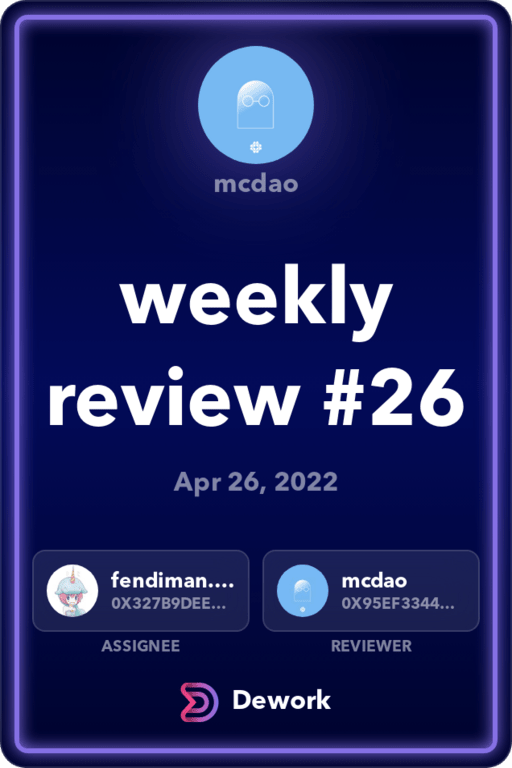 mcdao
weekly
review #26
Apr 26, 2022
fendiman....
0X327B9DEE...
ASSIGNEE
mcdao
0X95EF3344...
REVIEWER
Dework